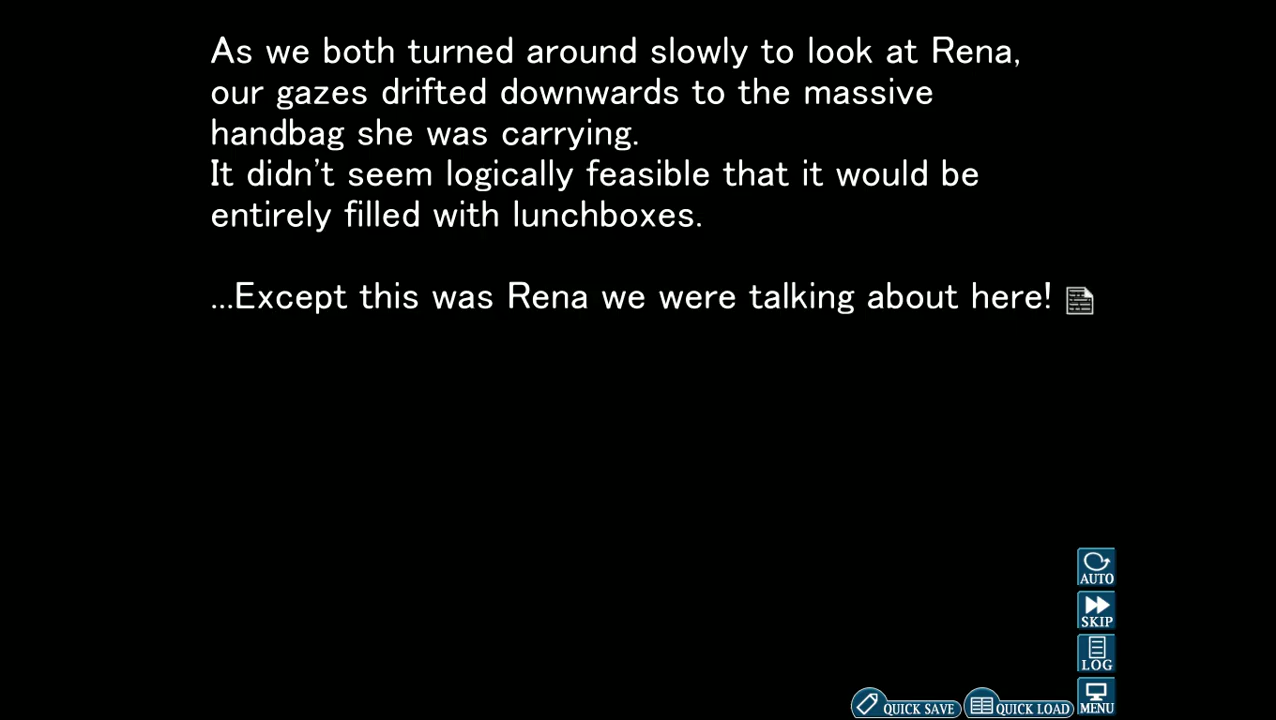 As we both turned around slowly to look at Rena,
our gazes drifted downwards to the massive
handbag she was carrying.
It didn't seem logically feasible that it would be
entirely filled with lunchboxes.
...Except this was Rena we were talking about here!
AUTO
SKIP
LOG
QUICK SAVE QUICK LOAD MENU